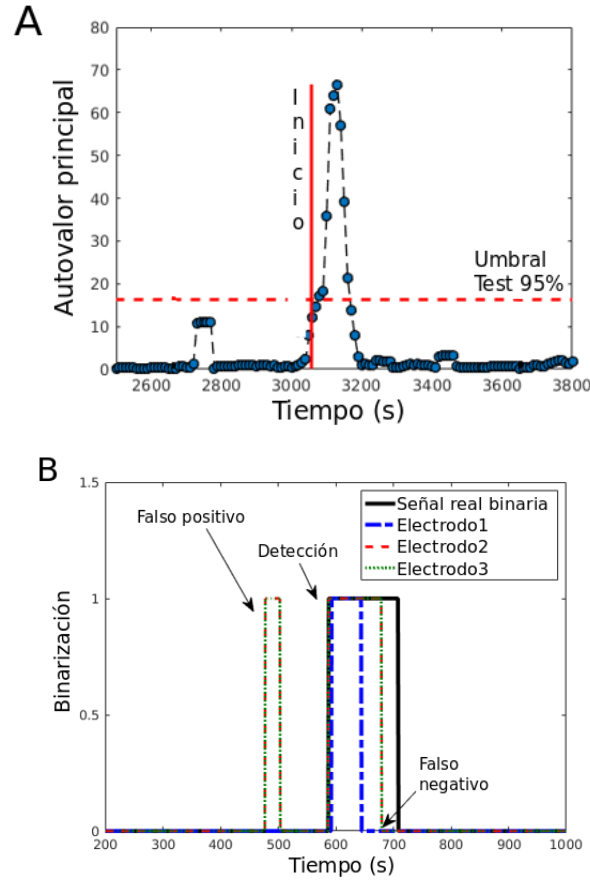 A
Autovalor principal
80
70
60
50
40
30
20
10
0
Inicio
Umbral
Test 95%
2600 2800 3000 3200 3400 3600 3800
Tiempo (s)
B
Binarización
1.5
1
0.5
0
Falso positivo
Detección
Señal real binaria
Electrodo1
Electrodo2
Electrodo3
Falso
negativo
200 300 400 500 600 700 800 900 1000
Tiempo (s)